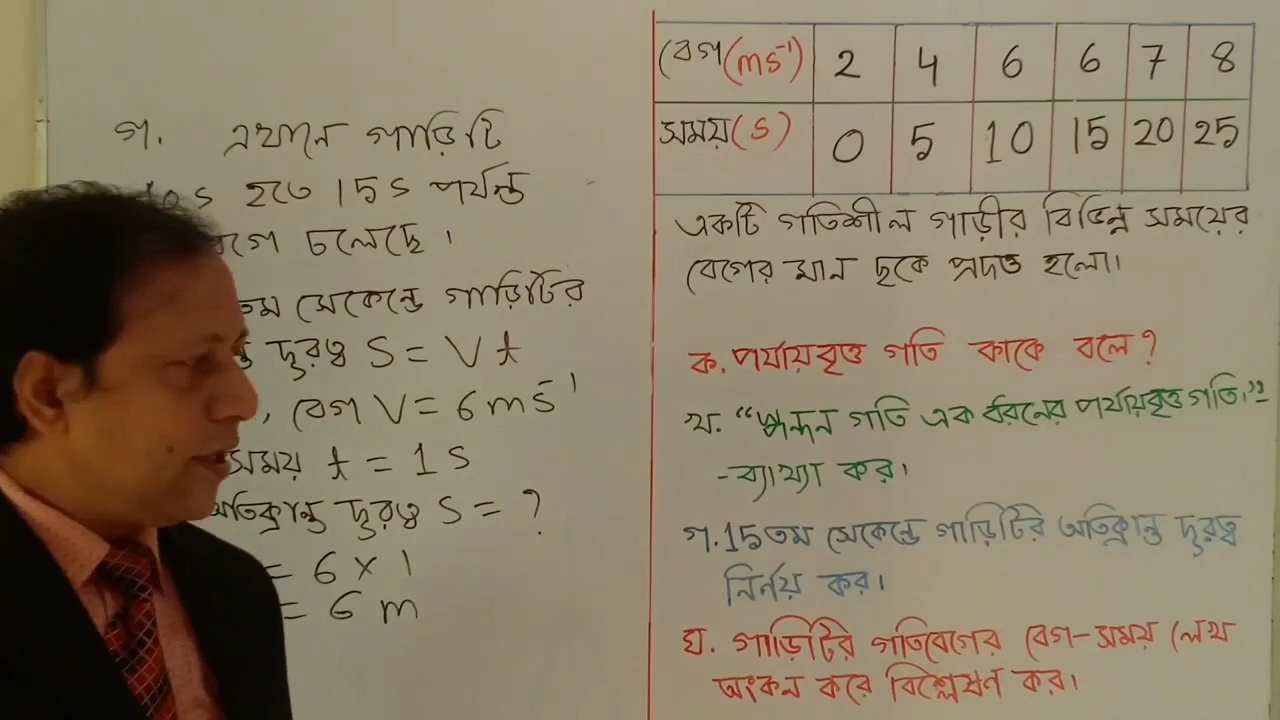 গ. এখানে গাড়িটি
s হতে 15s পর্যন্ত
চলেছে।
তম সেকেন্ডে গাড়িটির
দুরত্ব S = Vt
, বেগ V = 6 ms⁻¹
সময় t = 1 s
অতিক্রান্ত দুরত্ব S = ?
= 6 × 1
= 6 m
বেগ(ms⁻¹) 2 4 6 6 7 8
সময়(s) 0 5 10 15 20 25
একটি গতিশীল গাড়ীর বিভিন্ন সময়ের
বেগের মান ছকে প্রদত্ত হলো।
ক. পর্যায়বৃত্ত গতি কাকে বলে?
খ. “স্পন্দন গতি এক ধরনের পর্যায়বৃত্ত গতি।”
- ব্যাখ্যা কর।
গ. 15তম সেকেন্ডে গাড়িটির অতিক্রান্ত দুরত্ব
নির্ণয় কর।
ঘ. গাড়িটির গতিবেগের বেগ-সময় লেখ
অংকন করে বিশ্লেষণ কর।